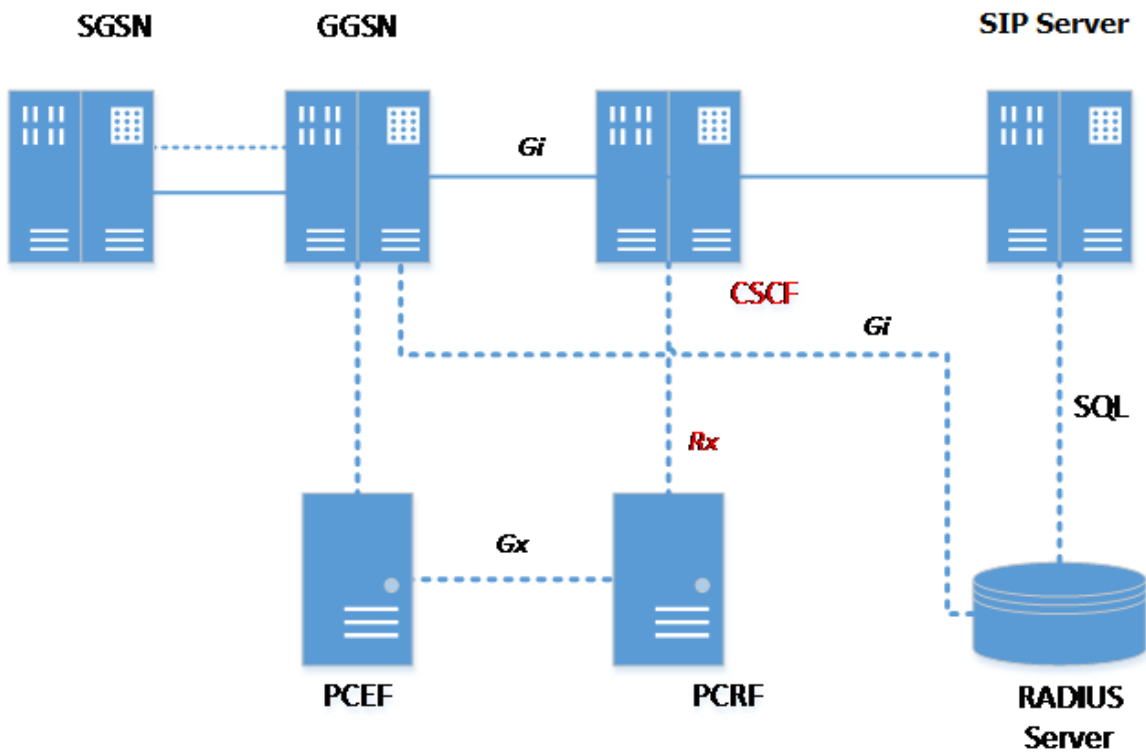 SGSN
GGSN
SIP Server
Gi
CSCF
Gi
SQL
Rx
Gx
PCEF
PCRF
RADIUS
Server